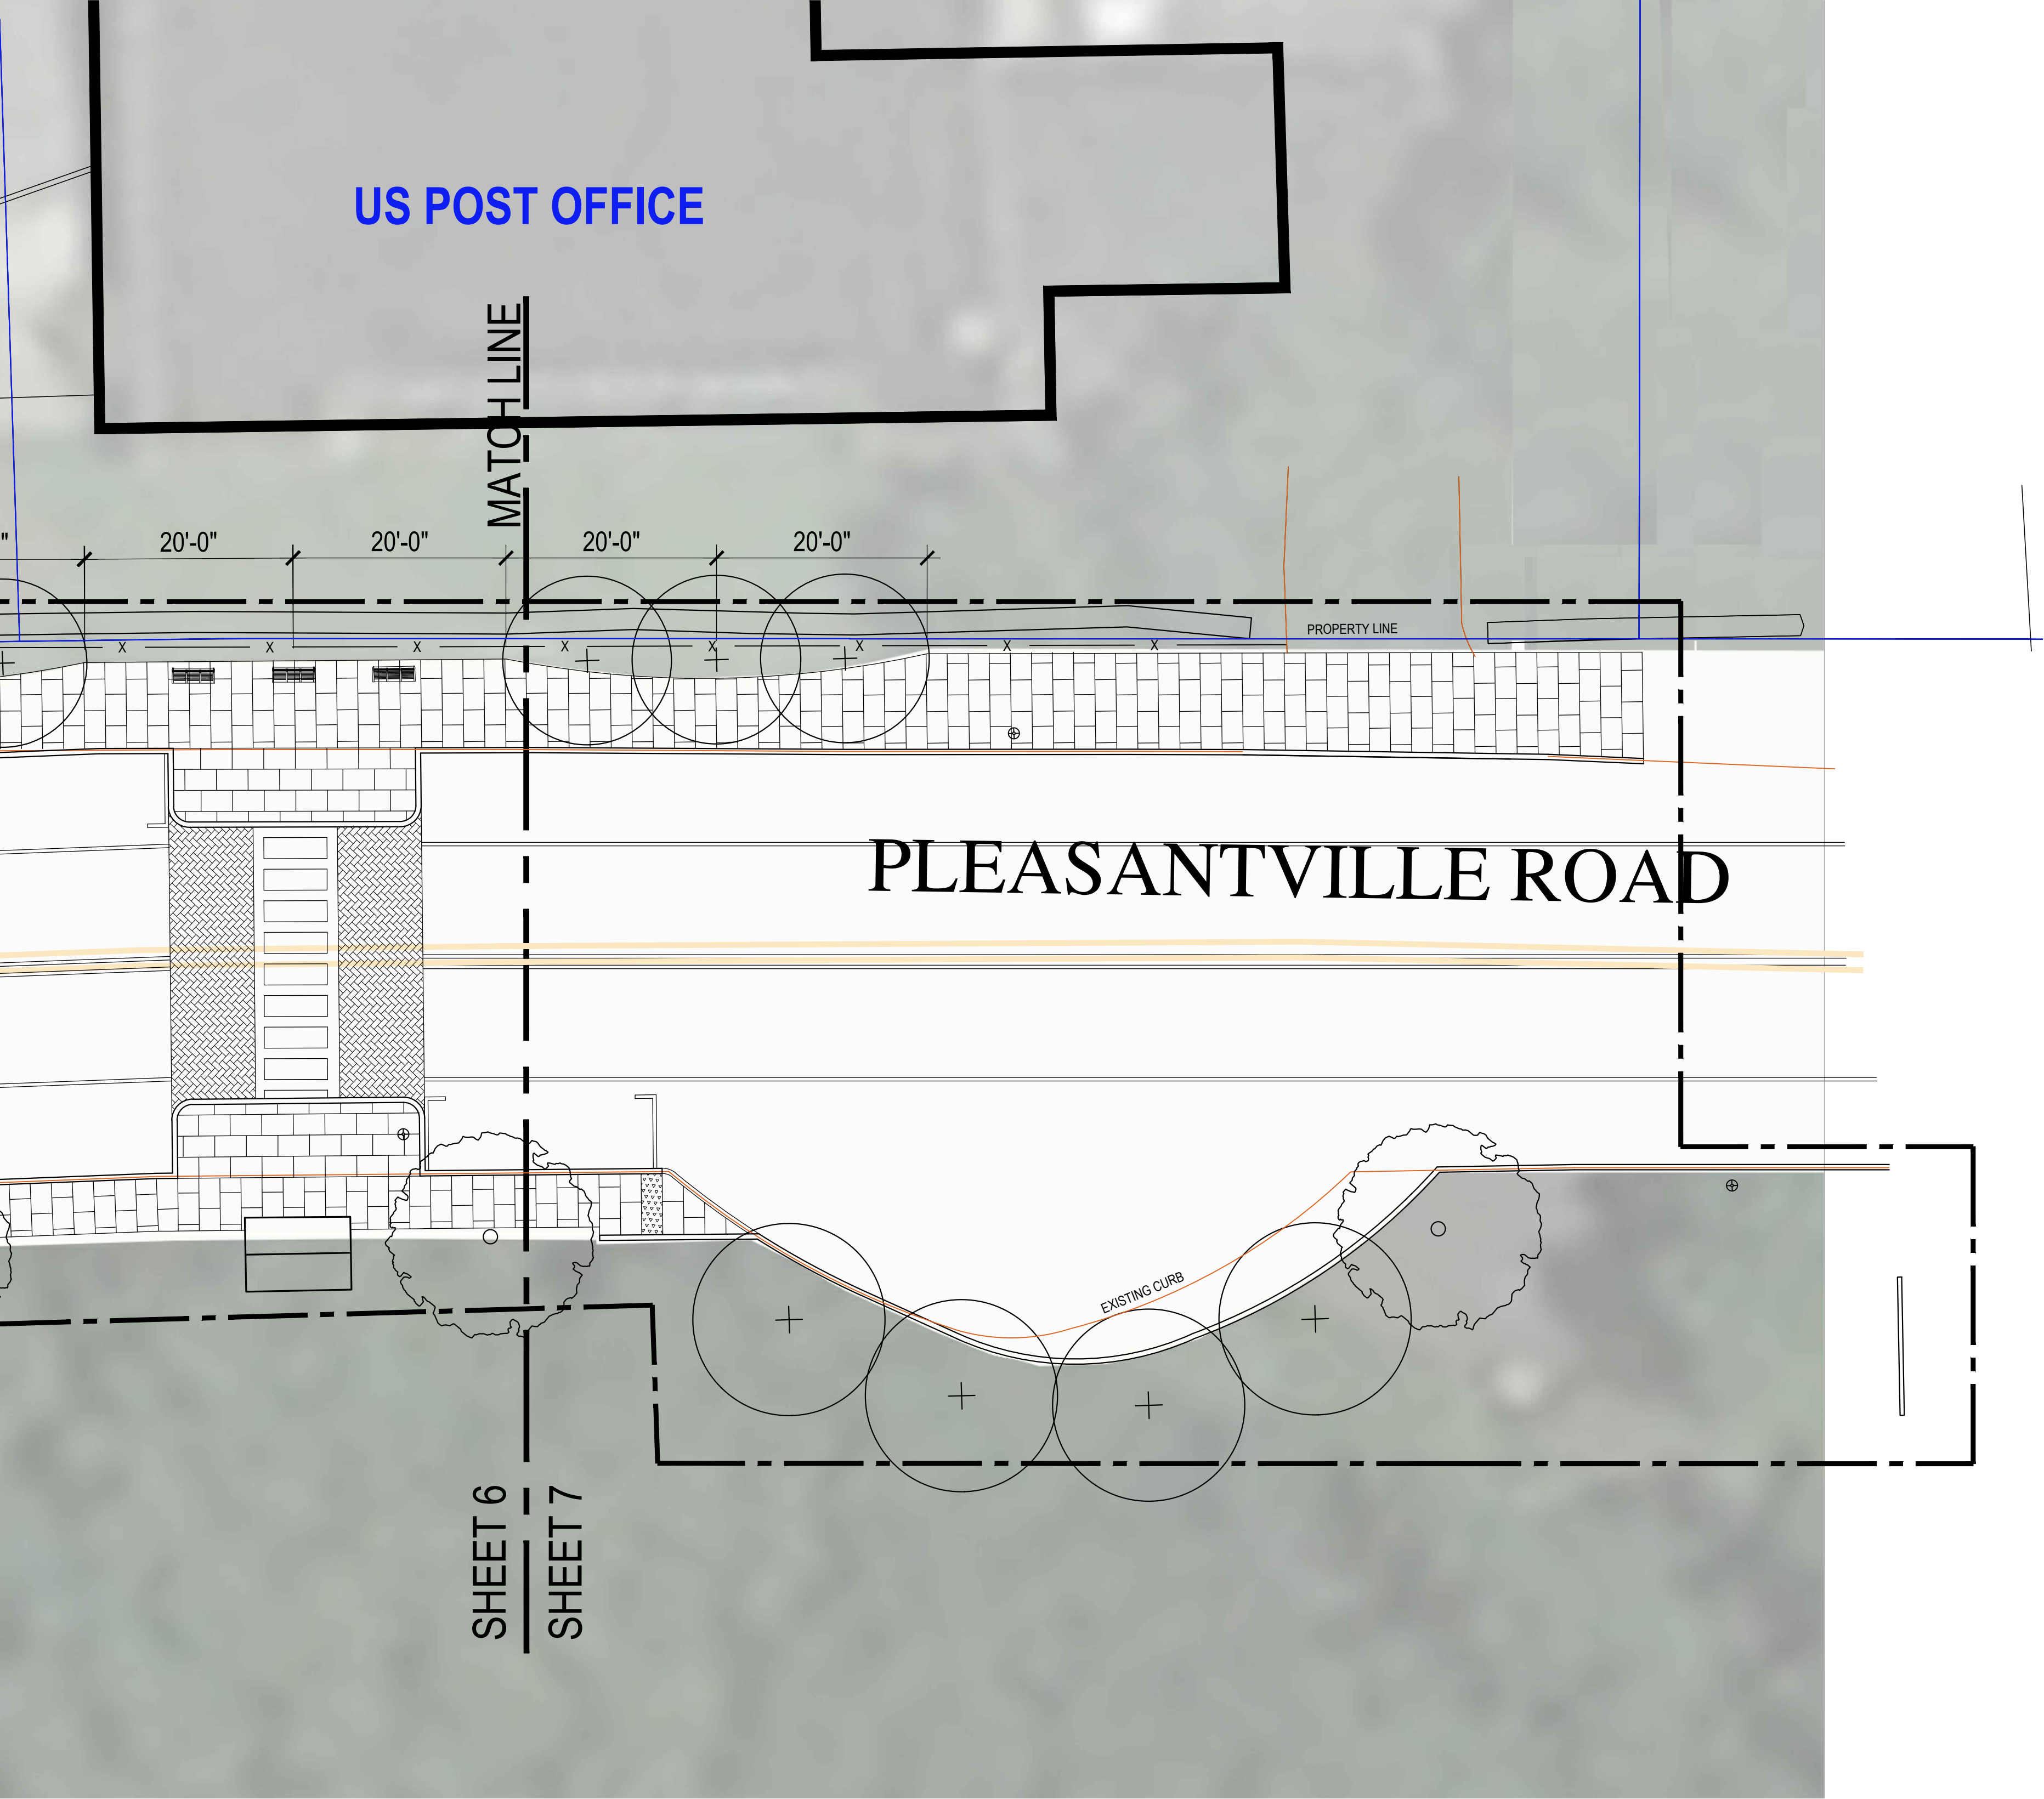 US POST OFFICE
MATCH LINE
"
20'-0"
20'-0"
20'-0"
20'-0"
PROPERTY LINE
X
X
X
X
X
X
X
X
PLEASANTVILLE ROAD
EXISTING CURB
SHEET 6
SHEET 7